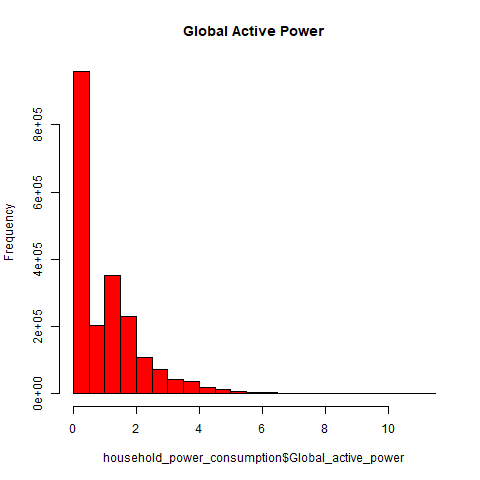 Global Active Power
Frequency
8e+05
6e+05
4e+05
2e+05
0e+00
0 2 4 6 8 10
household_power_consumption$Global_active_power